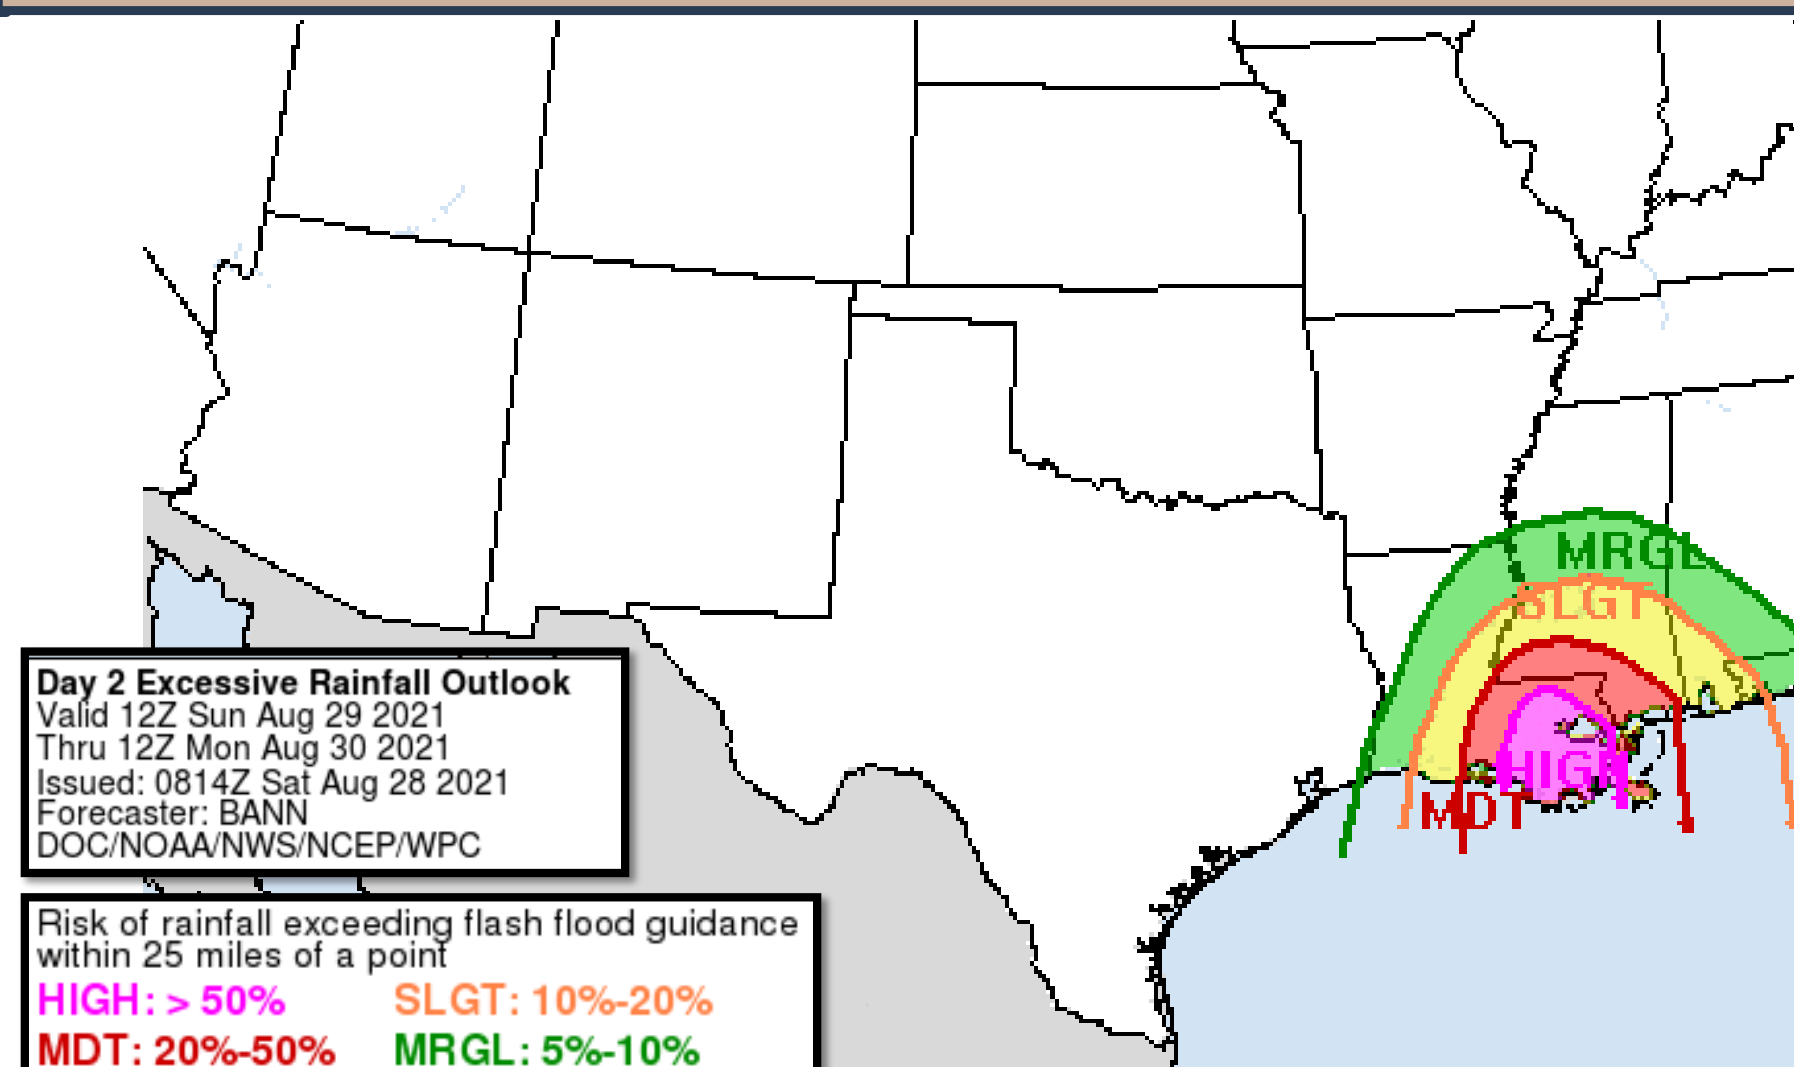 MRGL
SLGT
HIGH
MDT
Day 2 Excessive Rainfall Outlook
Valid 12Z Sun Aug 29 2021
Thru 12Z Mon Aug 30 2021
Issued: 0814Z Sat Aug 28 2021
Forecaster: BANN
DOC/NOAA/NWS/NCEP/WPC
Risk of rainfall exceeding flash flood guidance
within 25 miles of a point
HIGH: > 50% SLGT: 10%-20%
MDT: 20%-50% MRGL: 5%-10%